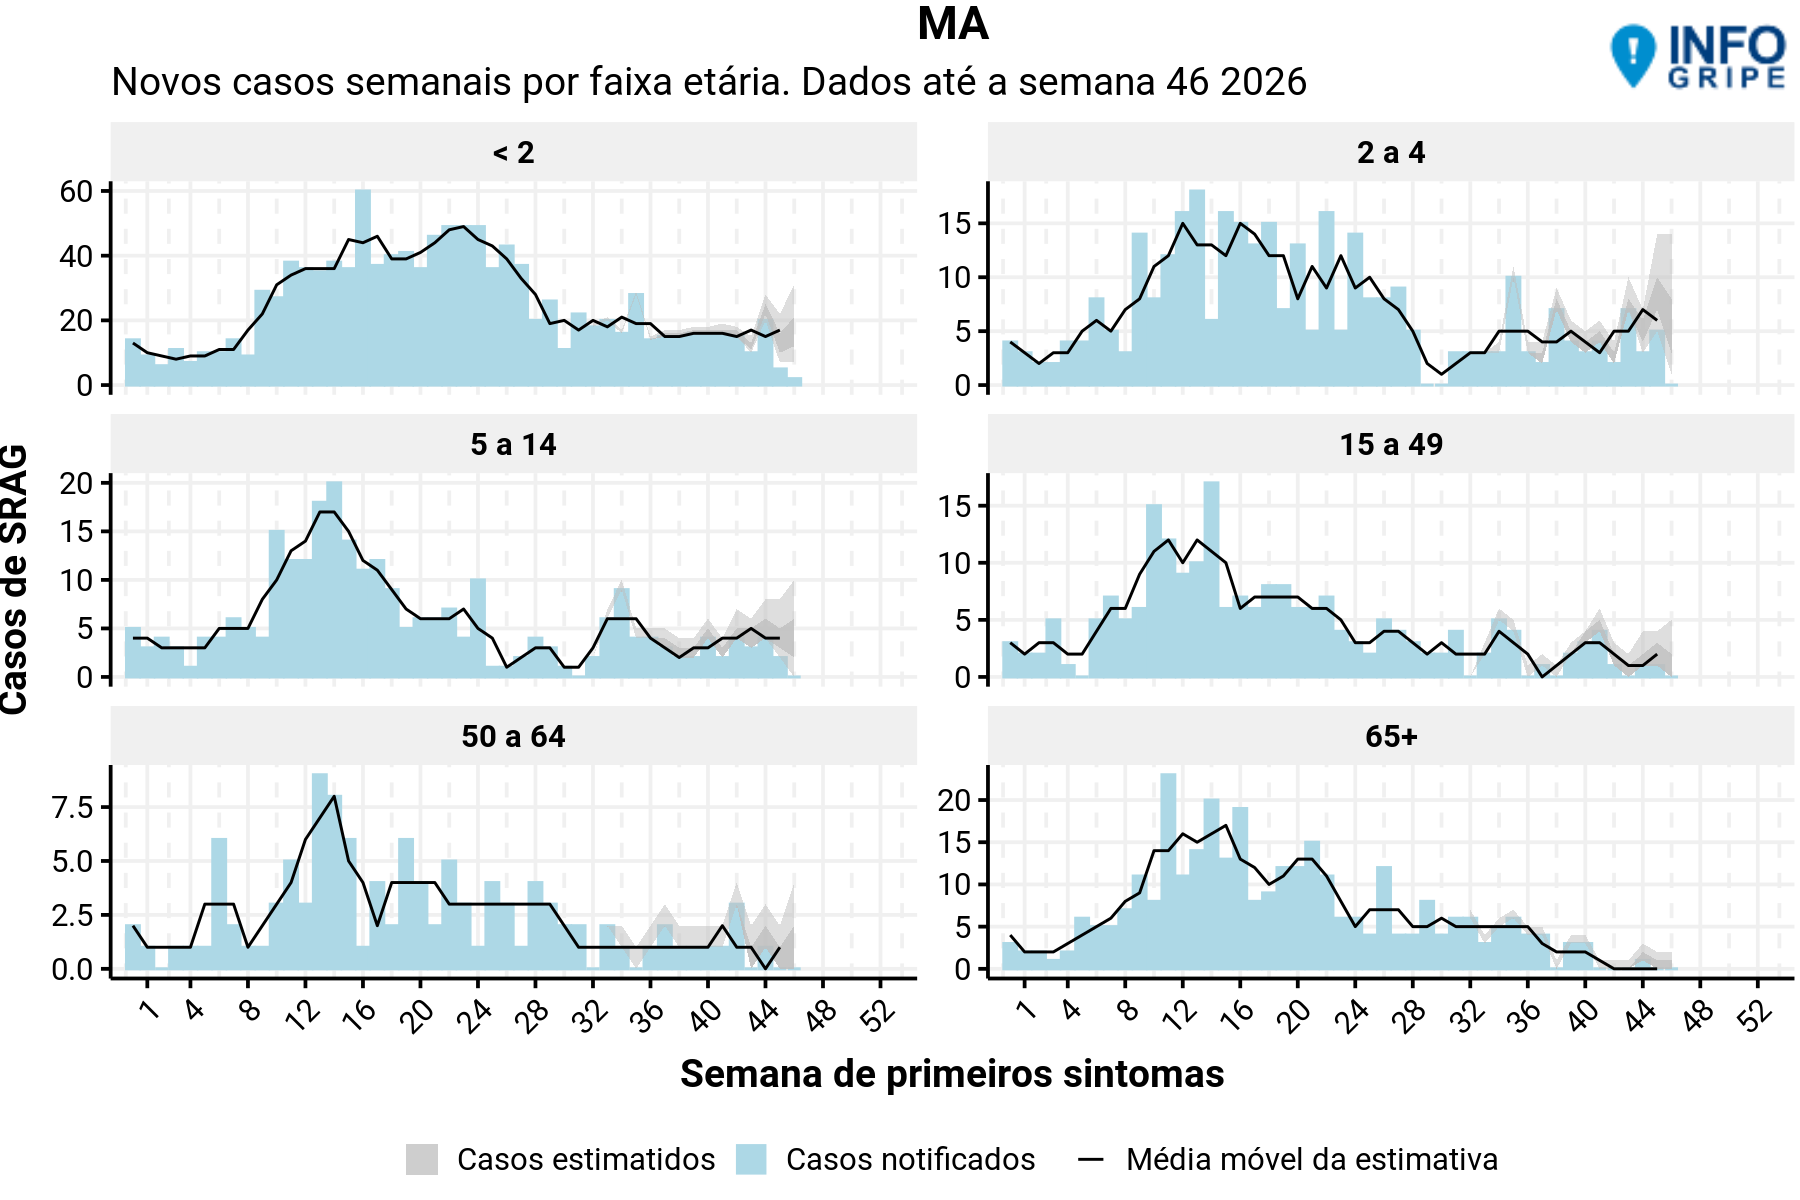 MA
INFO
GRIPE
Novos casos semanais por faixa etária. Dados até a semana 46 2026
< 2
2 a 4
60
40
20
0
15
10
5
0
5 a 14
15 a 49
20
15
10
5
0
15
10
5
0
50 a 64
65+
7.5
5.0
2.5
0.0
20
15
10
5
0
1 4 8 12 16 20 24 28 32 36 40 44 48 52
1 4 8 12 16 20 24 28 32 36 40 44 48 52
Casos de SRAG
Semana de primeiros sintomas
Casos estimatidos
Casos notificados
Média móvel da estimativa